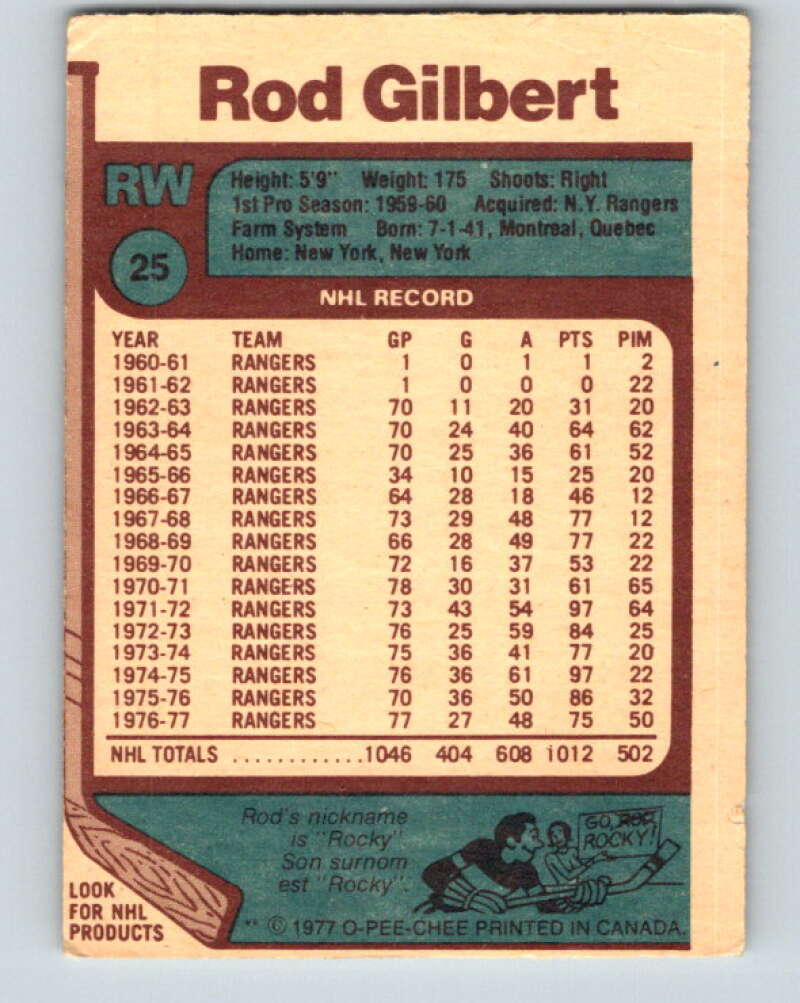 Rod Gilbert
RW
25
Height: 5'9" Weight: 175 Shoots: Right
1st Pro Season: 1959-60 Acquired: N.Y. Rangers
Farm System Born: 7-1-41, Montreal, Quebec
Home: New York, New York
NHL RECORD
YEAR TEAM GP G A PTS PIM
1960-61 RANGERS 1 0 1 1 2
1961-62 RANGERS 1 0 0 0 22
1962-63 RANGERS 70 11 20 31 20
1963-64 RANGERS 70 24 40 64 62
1964-65 RANGERS 70 25 36 61 52
1965-66 RANGERS 34 10 15 25 20
1966-67 RANGERS 64 28 18 46 12
1967-68 RANGERS 73 29 48 77 12
1968-69 RANGERS 66 28 49 77 22
1969-70 RANGERS 72 16 37 53 22
1970-71 RANGERS 78 30 31 61 65
1971-72 RANGERS 73 43 54 97 64
1972-73 RANGERS 76 25 59 84 25
1973-74 RANGERS 75 36 41 77 20
1974-75 RANGERS 76 36 61 97 22
1975-76 RANGERS 70 36 50 86 32
1976-77 RANGERS 77 27 48 75 50
NHL TOTALS ............1046 404 608 1012 502
Rod's nickname
is "Rocky"
Son surnom
est "Rocky".
GO, ROD
ROCKY!
LOOK
FOR NHL
PRODUCTS
** © 1977 O-PEE-CHEE PRINTED IN CANADA.